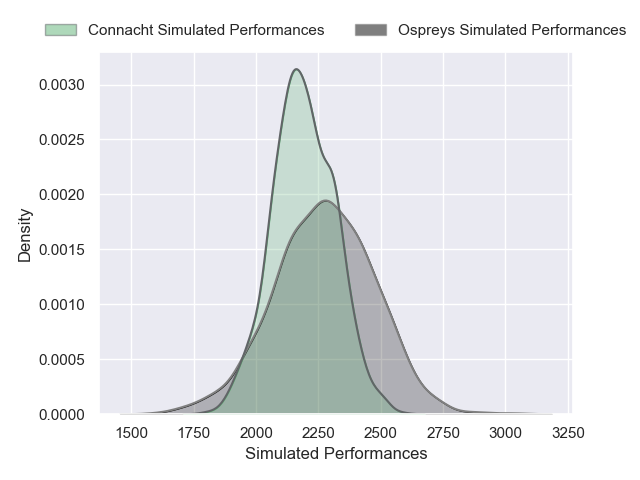 Connacht Simulated Performances Ospreys Simulated Performances
0.0030
0.0025
0.0020
0.0015
0.0010
0.0005
0.0000
Density
1500 1750 2000 2250 2500 2750 3000 3250
Simulated Performances